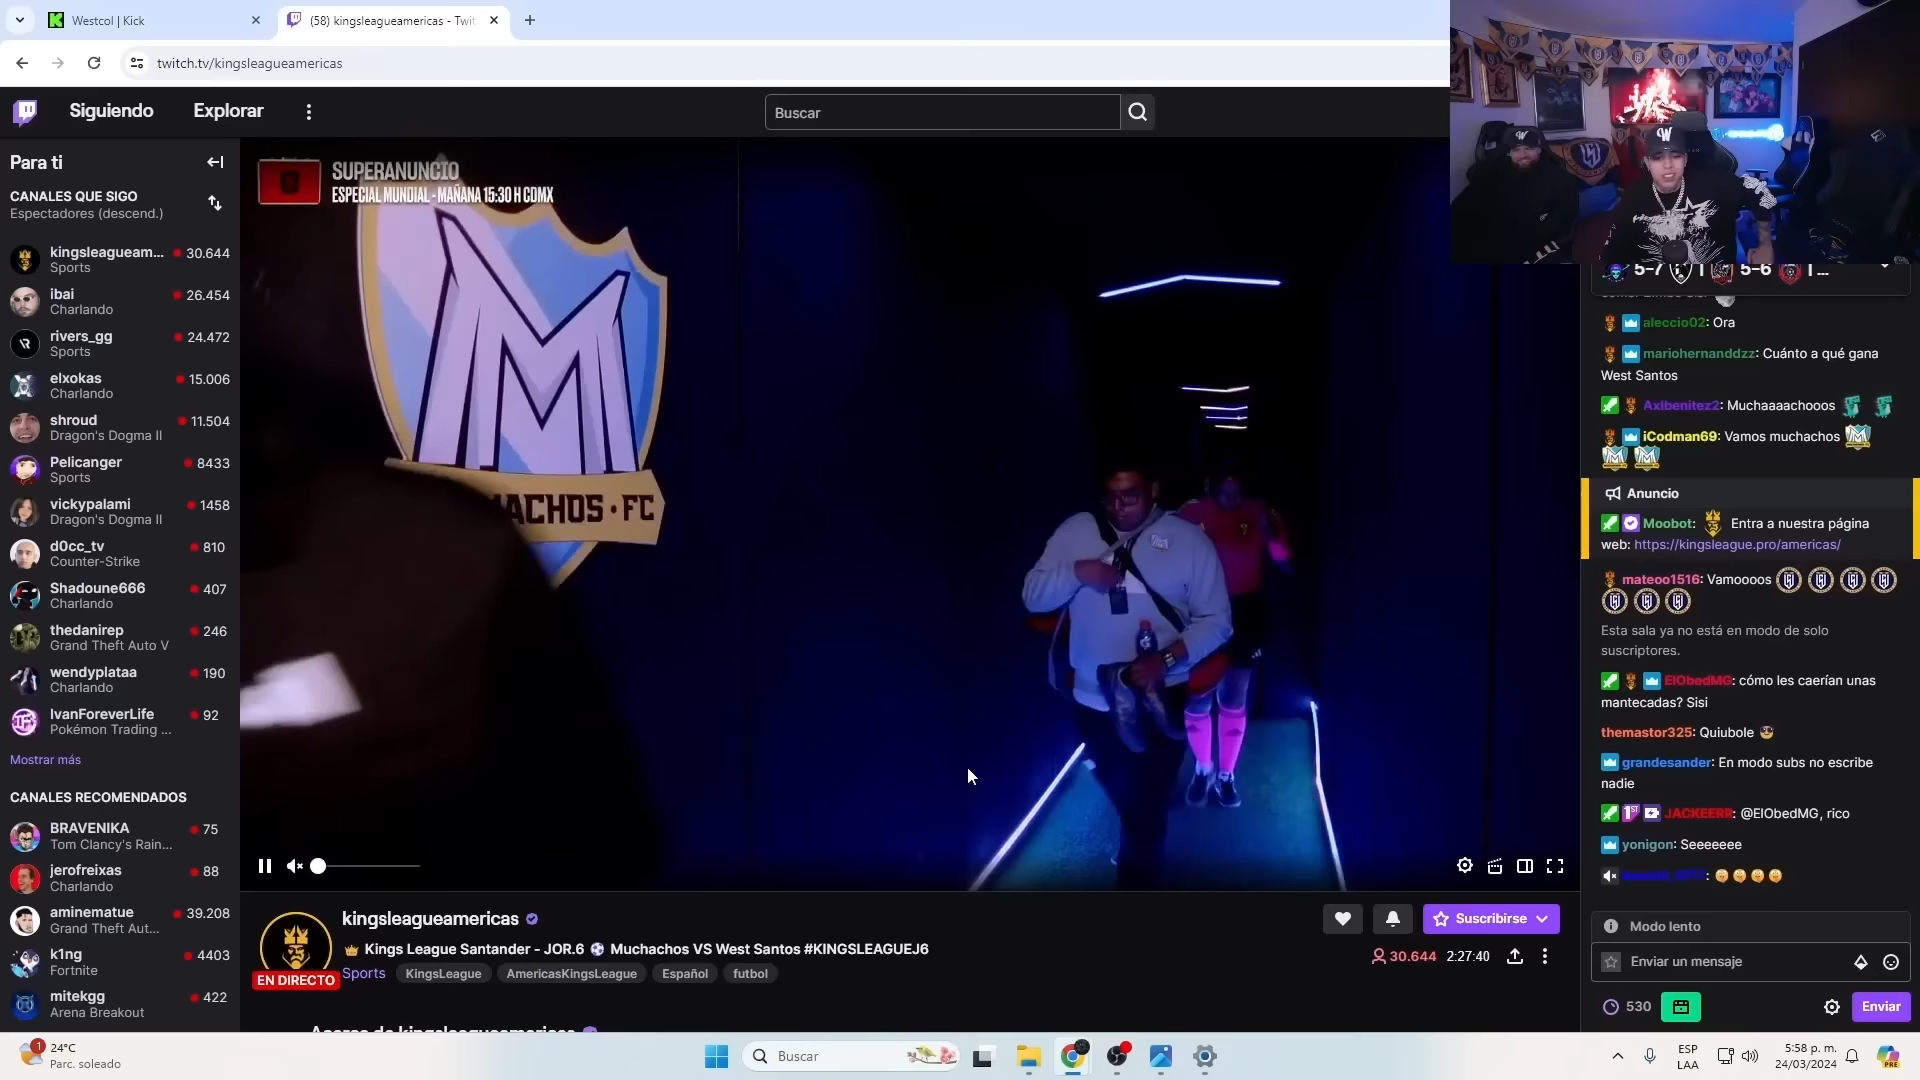 Westcol | Kick
(58) kingsleagueamericas - Twit
twitch.tv/kingsleagueamericas
Siguiendo
Explorar
Buscar
Para ti
CANALES QUE SIGO
Espectadores (descend.)
kingsleagueam...
30.644
Sports
ibai
26.454
Charlando
rivers_gg
24.472
Sports
elxokas
15.006
Charlando
shroud
11.504
Dragon's Dogma II
Pelicanger
8433
Sports
vickypalami
1458
Dragon's Dogma II
d0cc_tv
810
Counter-Strike
Shadoune666
407
Charlando
thedanirep
246
Grand Theft Auto V
wendyplataa
190
Charlando
IvanForeverLife
92
Pokémon Trading ...
Mostrar más
CANALES RECOMENDADOS
BRAVENIKA
75
Tom Clancy's Rain...
jerofreixas
88
Charlando
aminematue
39.208
Grand Theft Aut...
k1ng
4403
Fortnite
mitekgg
422
Arena Breakout
SUPERANUNCIO
ESPECIAL MUNDIAL - MAÑANA 15:30 H CDMX
M
ACHOS · FC
kingsleagueamericas
EN DIRECTO
Kings League Santander - JOR.6 ⚽ Muchachos VS West Santos #KINGSLEAGUEJ6
Sports
KingsLeague
AmericasKingsLeague
Español
futbol
Suscribirse
30.644
2:27:40
Acerca de kingsleagueamericas
5-7 | 5-6 | ...
aleccio02: Ora
mariohernanddzz: Cuánto a qué gana
West Santos
Axlbenitez2: Muchaaaachooos
iCodman69: Vamos muchachos
Anuncio
Moobot: Entra a nuestra página
web: https://kingsleague.pro/americas/
mateoo1516: Vamoooos
Esta sala ya no está en modo de solo
suscriptores.
ElObedMG: cómo les caerían unas
mantecadas? Sisi
themastor325: Quiubole 😎
grandesander: En modo subs no escribe
nadie
JACKEERR: @ElObedMG, rico
yonigon: Seeeeeee
Modo lento
Enviar un mensaje
530
Enviar
1
24°C
Parc. soleado
Buscar
ESP
LAA
5:58 p. m.
24/03/2024
PRE